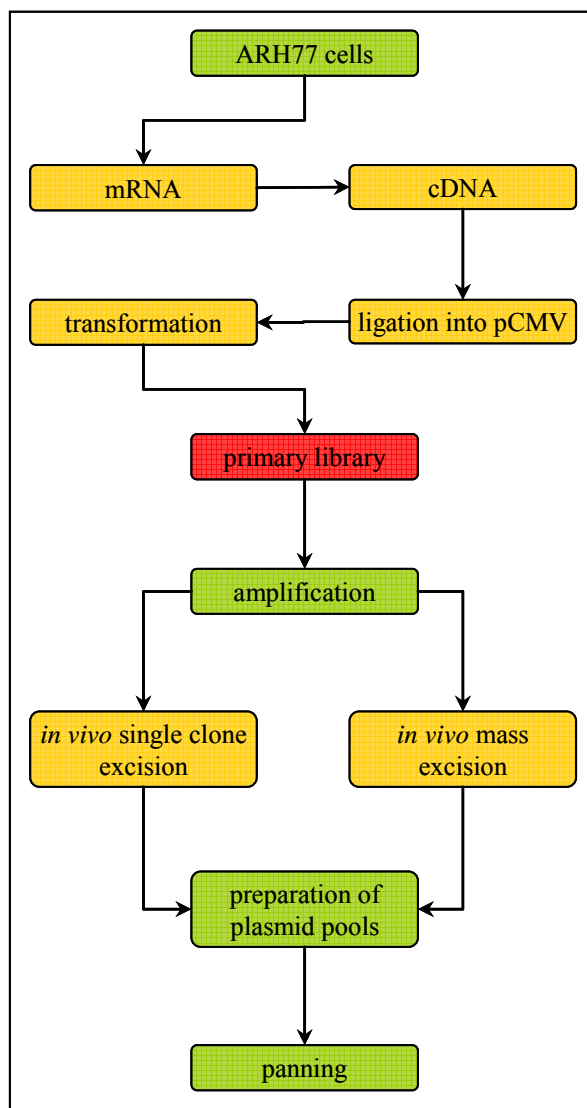 ARH77 cells
mRNA
cDNA
transformation
ligation into pCMV
primary library
amplification
in vivo single clone
excision
in vivo mass
excision
preparation of
plasmid pools
panning